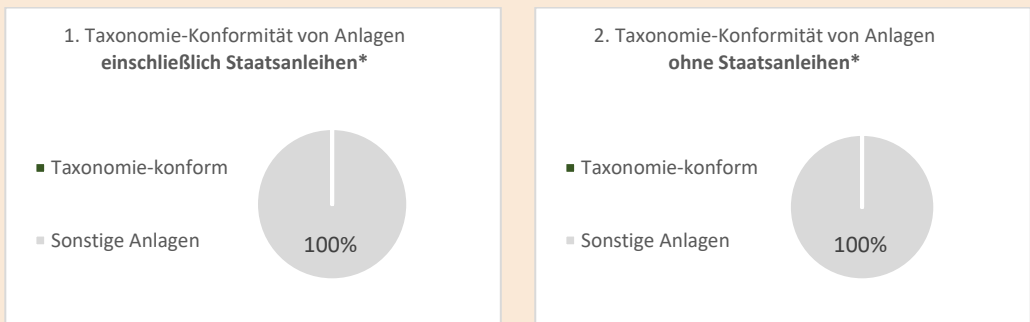 1. Taxonomie-Konformität von Anlagen
einschließlich Staatsanleihen*
Taxonomie-konform
Sonstige Anlagen
100%
2. Taxonomie-Konformität von Anlagen
ohne Staatsanleihen*
Taxonomie-konform
Sonstige Anlagen
100%